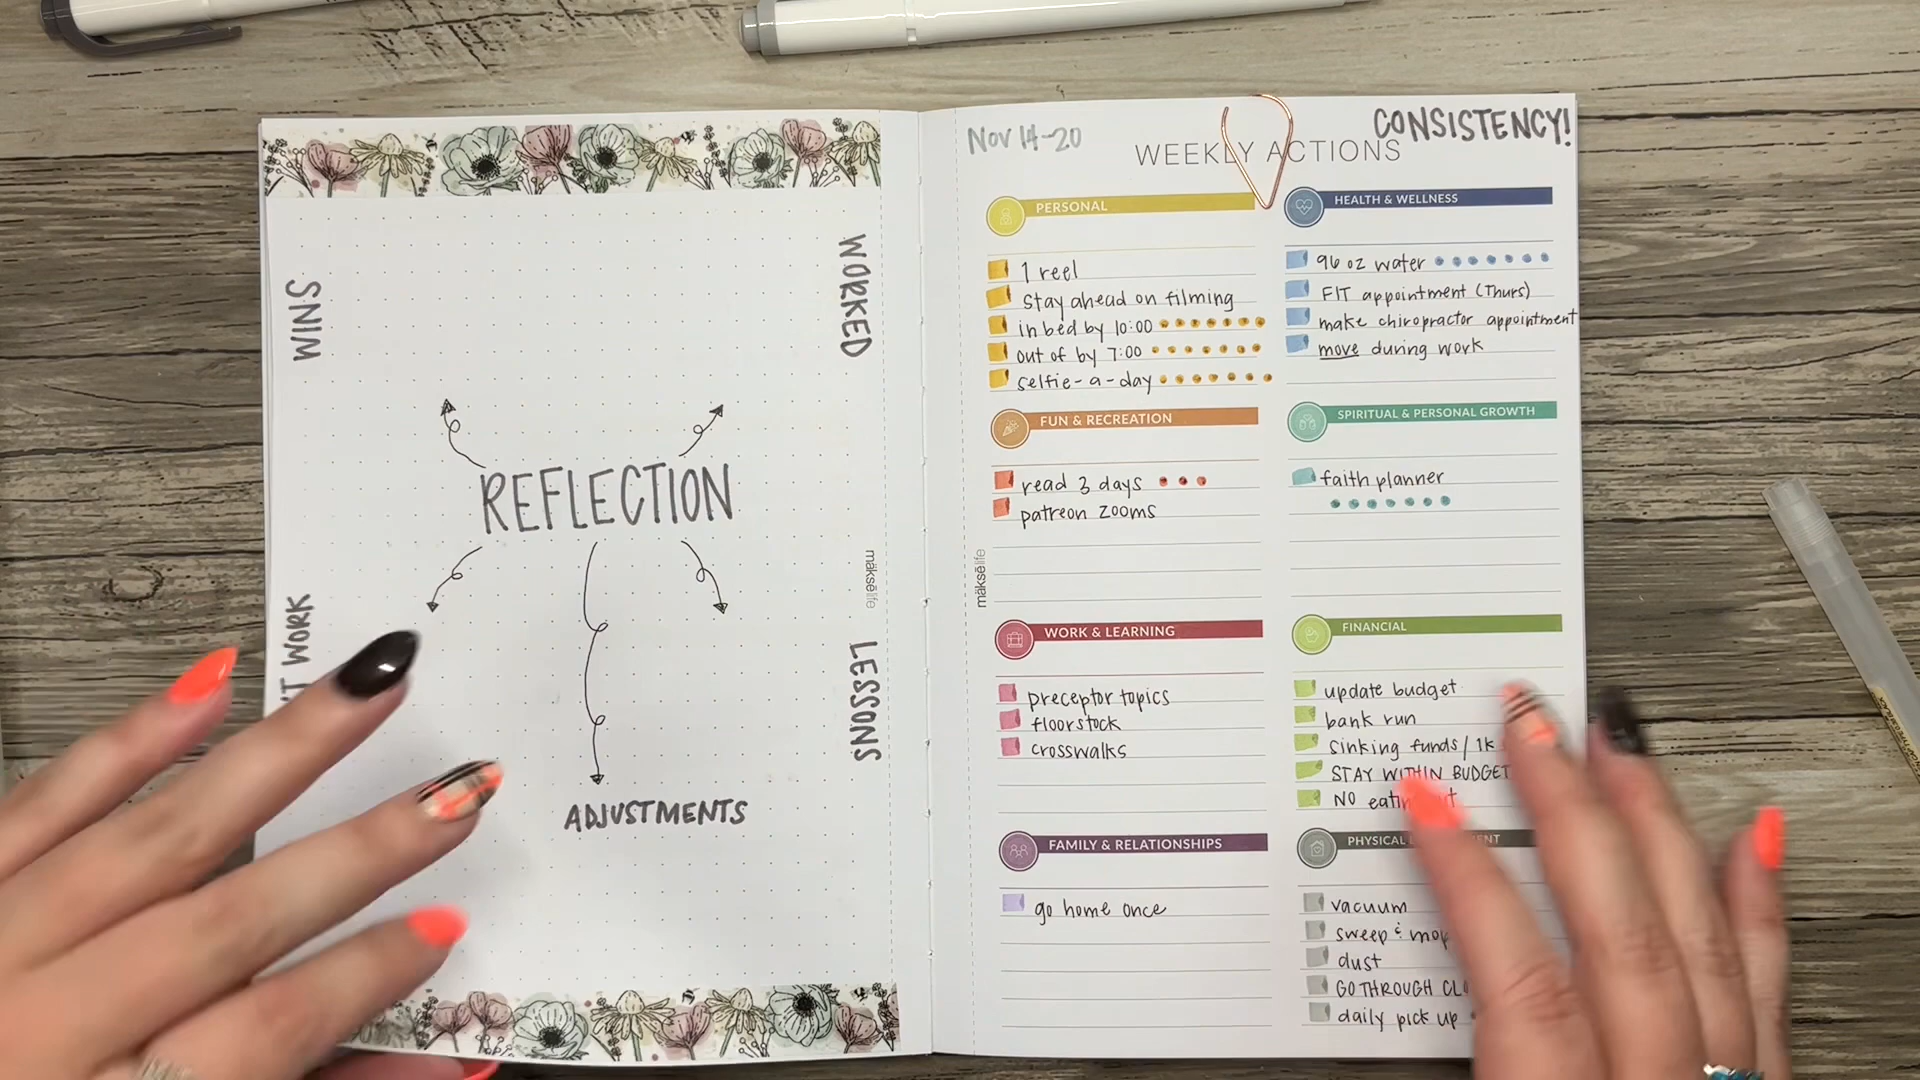 WINS
WORKED
REFLECTION
WORK
LESSONS
ADJUSTMENTS
mäksēlife
Nov 14-20
CONSISTENCY!
WEEKLY ACTIONS
PERSONAL
1 reel
stay ahead on filming
in bed by 10:00
out of by 7:00
selfie-a-day
HEALTH & WELLNESS
96 oz water
FIT appointment (Thurs)
make chiropractor appointment
move during work
FUN & RECREATION
read 3 days
patreon zooms
SPIRITUAL & PERSONAL GROWTH
faith planner
mäksēlife
WORK & LEARNING
preceptor topics
floorstock
crosswalks
FINANCIAL
update budget
bank run
sinking funds / 1k
STAY WITHIN BUDGET
NO
FAMILY & RELATIONSHIPS
go home once
PHYSICAL
vacuum
sweep & mop
dust
GO THROUGH
daily pick up